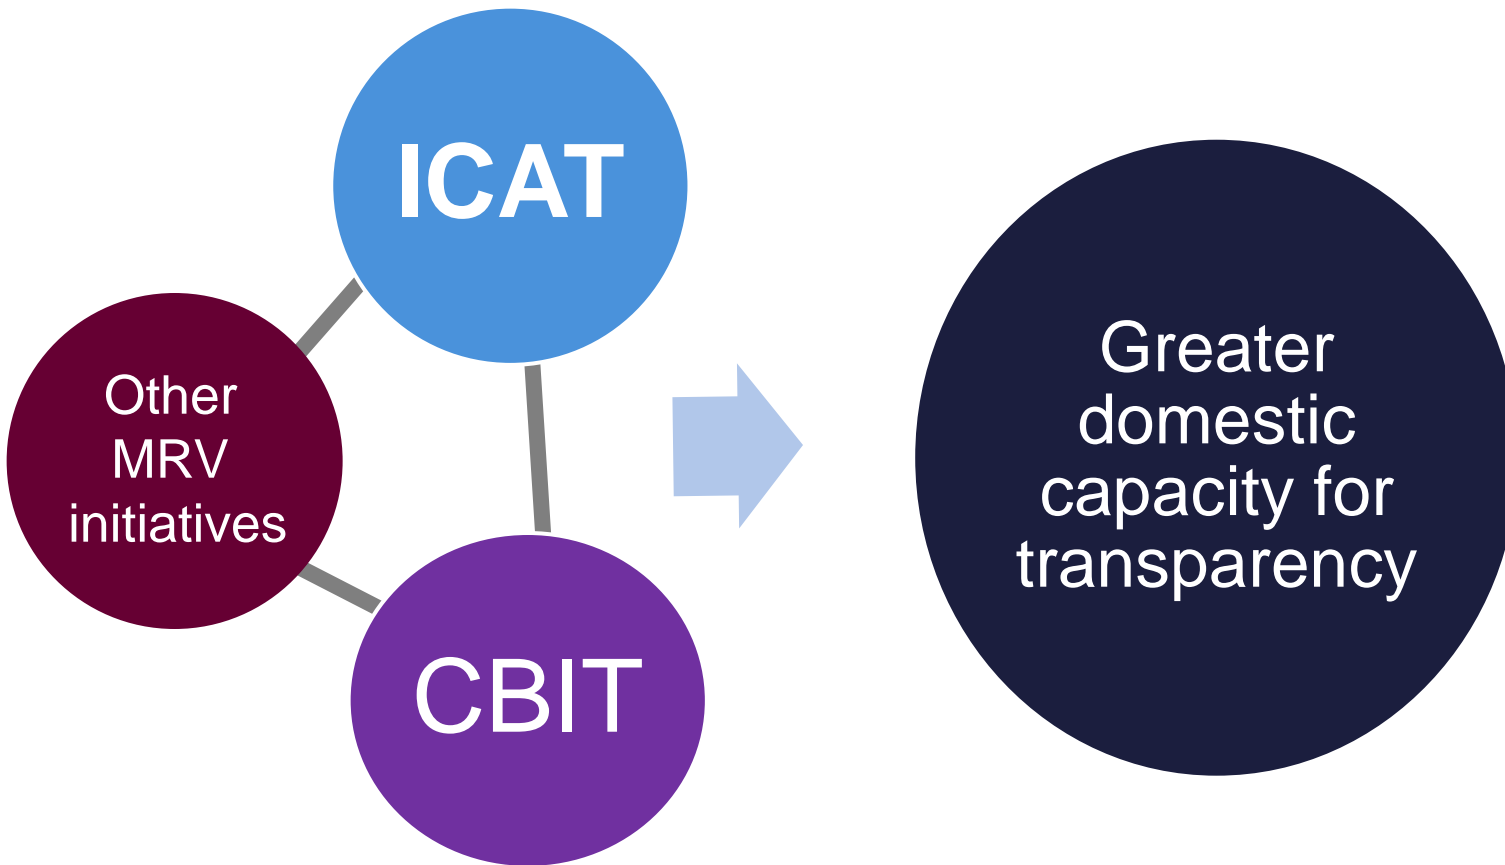 ICAT
Other
MRV
initiatives
CBIT
Greater
domestic
capacity for
transparency